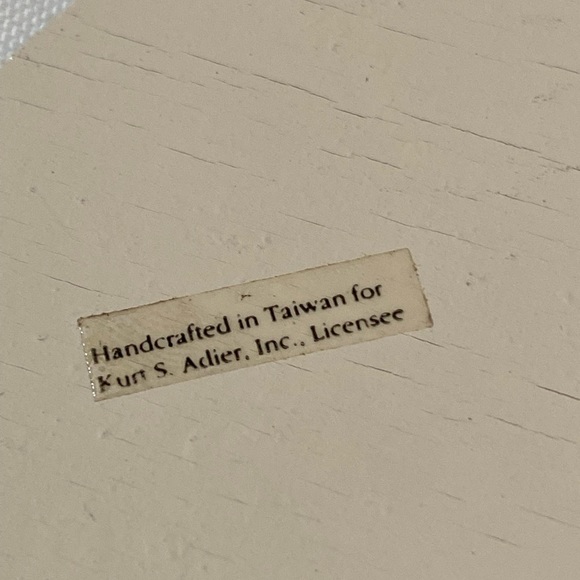 Handcrafted in Taiwan for
Kurt S. Adler, Inc., Licensee